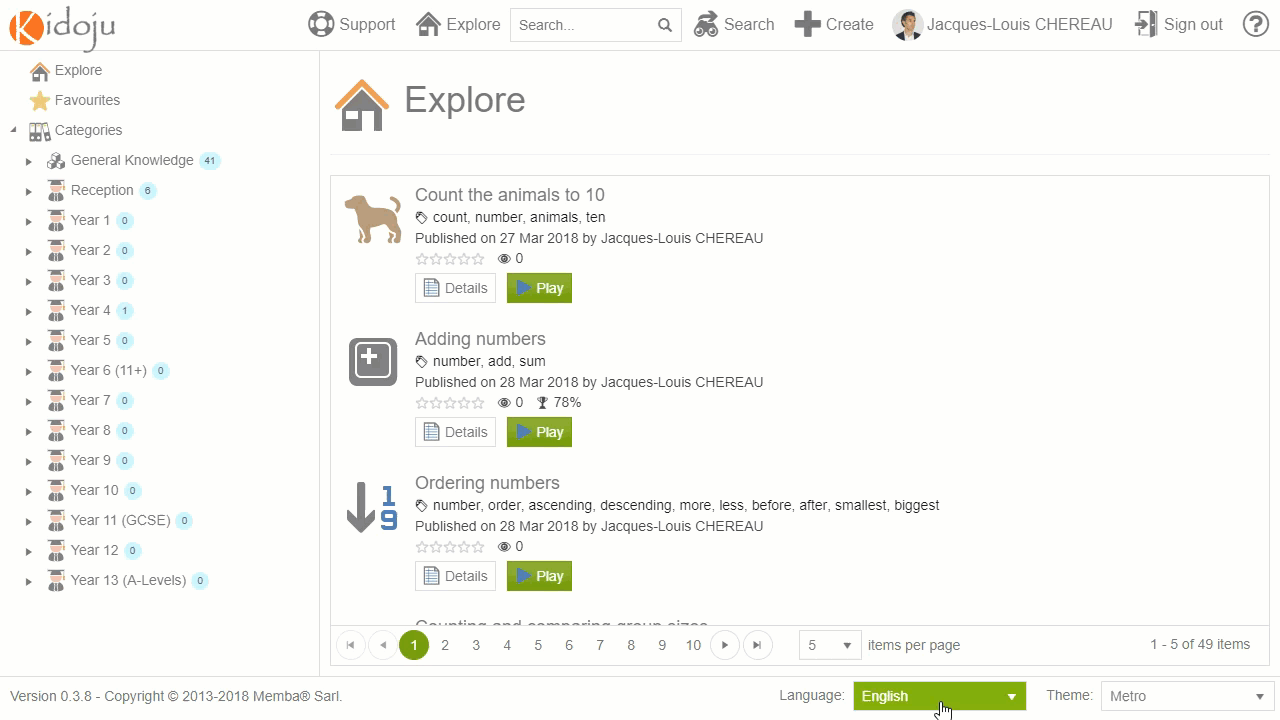 Kidoju
Support
Explore
Search...
Search
Create
Jacques-Louis CHEREAU
Sign out
Explore
Favourites
Categories
General Knowledge 41
Reception 6
Year 1 0
Year 2 0
Year 3 0
Year 4 1
Year 5 0
Year 6 (11+) 0
Year 7 0
Year 8 0
Year 9 0
Year 10 0
Year 11 (GCSE) 0
Year 12 0
Year 13 (A-Levels) 0
Explore
Count the animals to 10
count, number, animals, ten
Published on 27 Mar 2018 by Jacques-Louis CHEREAU
0
Details Play
Adding numbers
number, add, sum
Published on 28 Mar 2018 by Jacques-Louis CHEREAU
0 78%
Details Play
1
9
Ordering numbers
number, order, ascending, descending, more, less, before, after, smallest, biggest
Published on 28 Mar 2018 by Jacques-Louis CHEREAU
0
Details Play
Counting and comparing group sizes
1 2 3 4 5 6 7 8 9 10 5 items per page 1 - 5 of 49 items
Version 0.3.8 - Copyright © 2013-2018 Memba® Sarl.
Language: English Theme: Metro